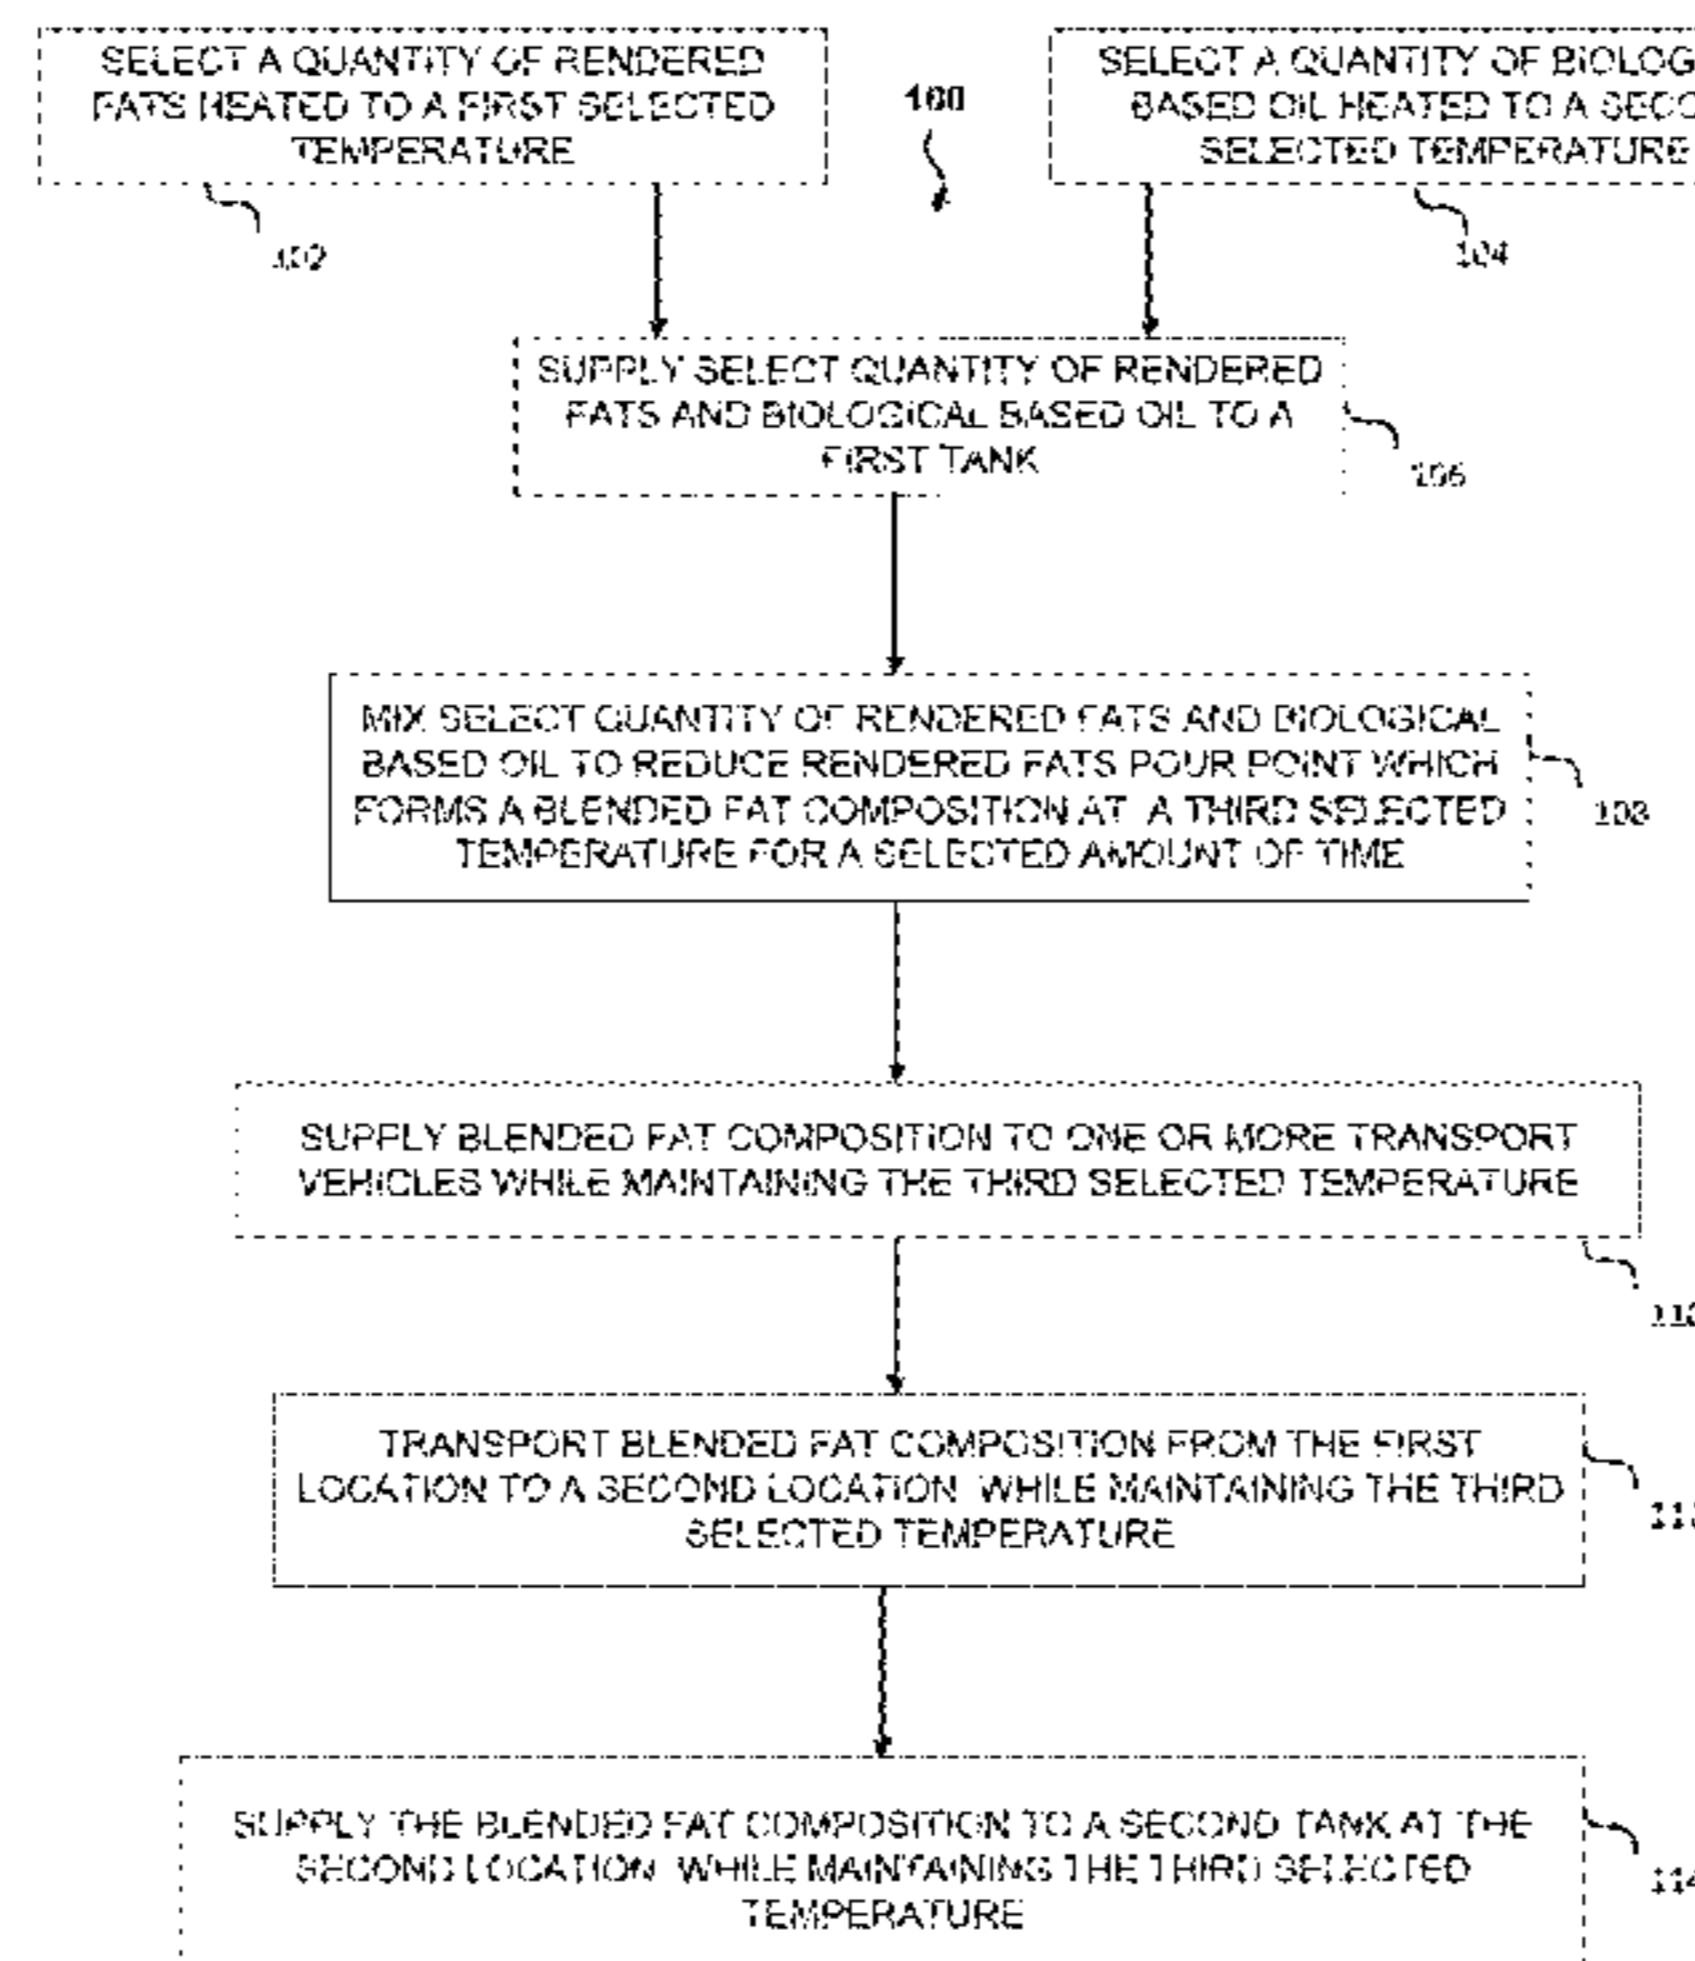 SELECT A QUANTITY OF RENDERED
FATS HEATED TO A FIRST SELECTED
TEMPERATURE
100
SELECT A QUANTITY OF BIOLOG
BASED OIL HEATED TO A SECO
SELECTED TEMPERATURE
102
104
SUPPLY SELECT QUANTITY OF RENDERED
FATS AND BIOLOGICAL BASED OIL TO A
FIRST TANK
106
MIX SELECT QUANTITY OF RENDERED FATS AND BIOLOGICAL
BASED OIL TO REDUCE RENDERED FATS POUR POINT WHICH
FORMS A BLENDED FAT COMPOSITION AT A THIRD SELECTED
TEMPERATURE FOR A SELECTED AMOUNT OF TIME
108
SUPPLY BLENDED FAT COMPOSITION TO ONE OR MORE TRANSPORT
VEHICLES WHILE MAINTAINING THE THIRD SELECTED TEMPERATURE
TRANSPORT BLENDED FAT COMPOSITION FROM THE FIRST
LOCATION TO A SECOND LOCATION WHILE MAINTAINING THE THIRD
SELECTED TEMPERATURE
SUPPLY THE BLENDED FAT COMPOSITION TO A SECOND TANK AT THE
SECOND LOCATION WHILE MAINTAINING THE THIRD SELECTED
TEMPERATURE
114